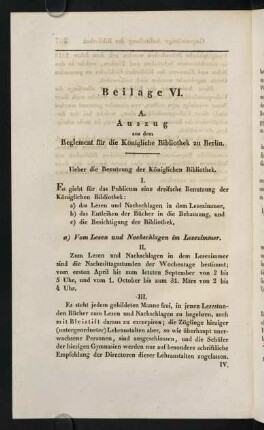 Beilage VI.
A.
Auszug
aus dem
Reglement für die Königliche Bibliothek zu Berlin.
Ueber die Benutzung der Königlichen Bibliothek.
I.
Es giebt für das Publicum eine dreifache Benutzung der
Königlichen Bibliothek:
a) das Lesen und Nachschlagen in dem Lesezimmer,
b) das Entleihen der Bücher in die Behausung, und
c) die Besichtigung der Bibliothek.
a) Vom Lesen und Nachschlagen im Lesezimmer.
II.
Zum Lesen und Nachschlagen in dem Lesezimmer
sind die Nachmittagsstunden der Wochentage bestimmt;
vom ersten April bis zum letzten September von 2 bis
5 Uhr, und vom 1. October bis zum 31. März von 2 bis
4 Uhr.
III.
Es steht jedem gebildeten Manne frei, in jenen Lesestun-
den Bücher zum Lesen und Nachschlagen zu begehren, auch
mit Bleistift daraus zu excerpiren; die Zöglinge hiesiger
(untergeordneter) Lehranstalten aber, so wie überhaupt uner-
wachsene Personen, sind ausgeschlossen, und die Schüler
der hiesigen Gymnasien werden nur auf besondere schriftliche
Empfehlung der Directoren dieser Lehranstalten zugelassen.
IV.